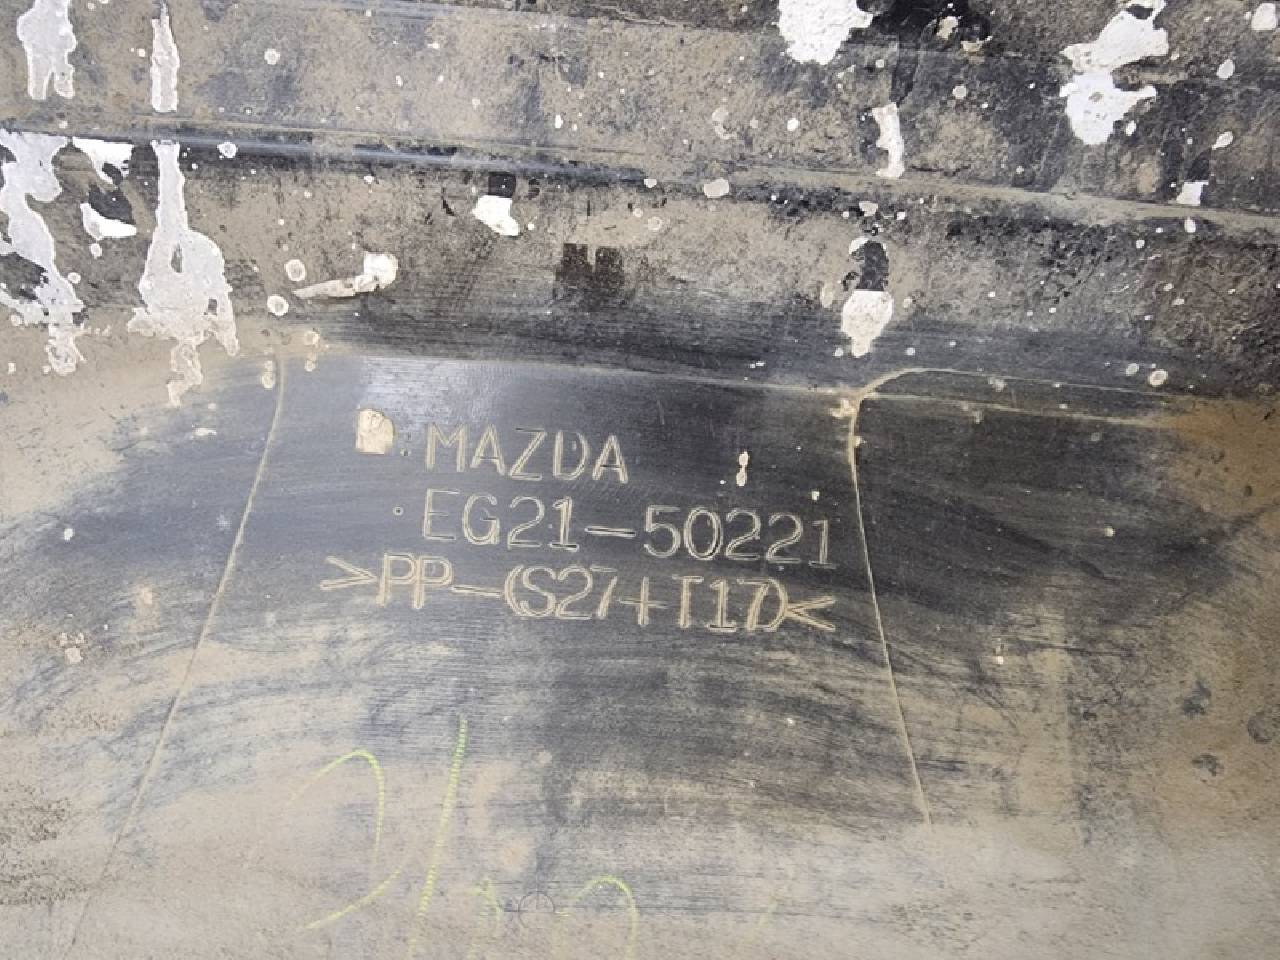 MAZDA
EG21-50221
>PP-(S27+T17)<